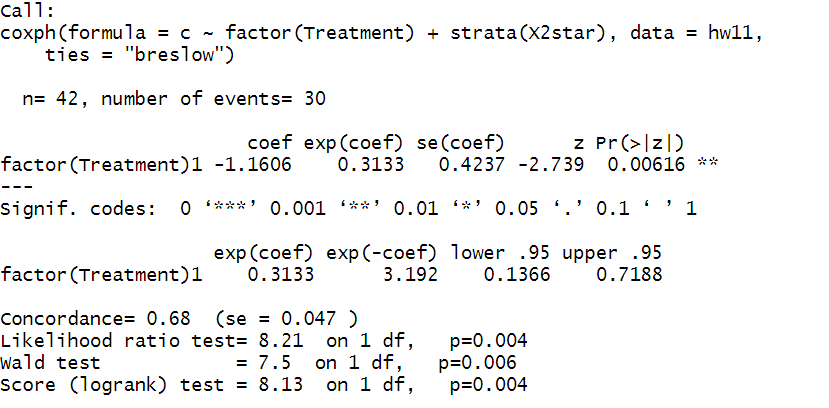 Call:
coxph(formula = c ~ factor(Treatment) + strata(X2star), data = hw11,
    ties = "breslow")

  n= 42, number of events= 30

                      coef exp(coef) se(coef)      z Pr(>|z|)
factor(Treatment)1 -1.1606    0.3133   0.4237 -2.739  0.00616 **
---
Signif. codes:  0 ‘***’ 0.001 ‘**’ 0.01 ‘*’ 0.05 ‘.’ 0.1 ‘ ’ 1

                   exp(coef) exp(-coef) lower .95 upper .95
factor(Treatment)1    0.3133      3.192    0.1366    0.7188

Concordance= 0.68  (se = 0.047 )
Likelihood ratio test= 8.21  on 1 df,   p=0.004
Wald test            = 7.5  on 1 df,   p=0.006
Score (logrank) test = 8.13  on 1 df,   p=0.004